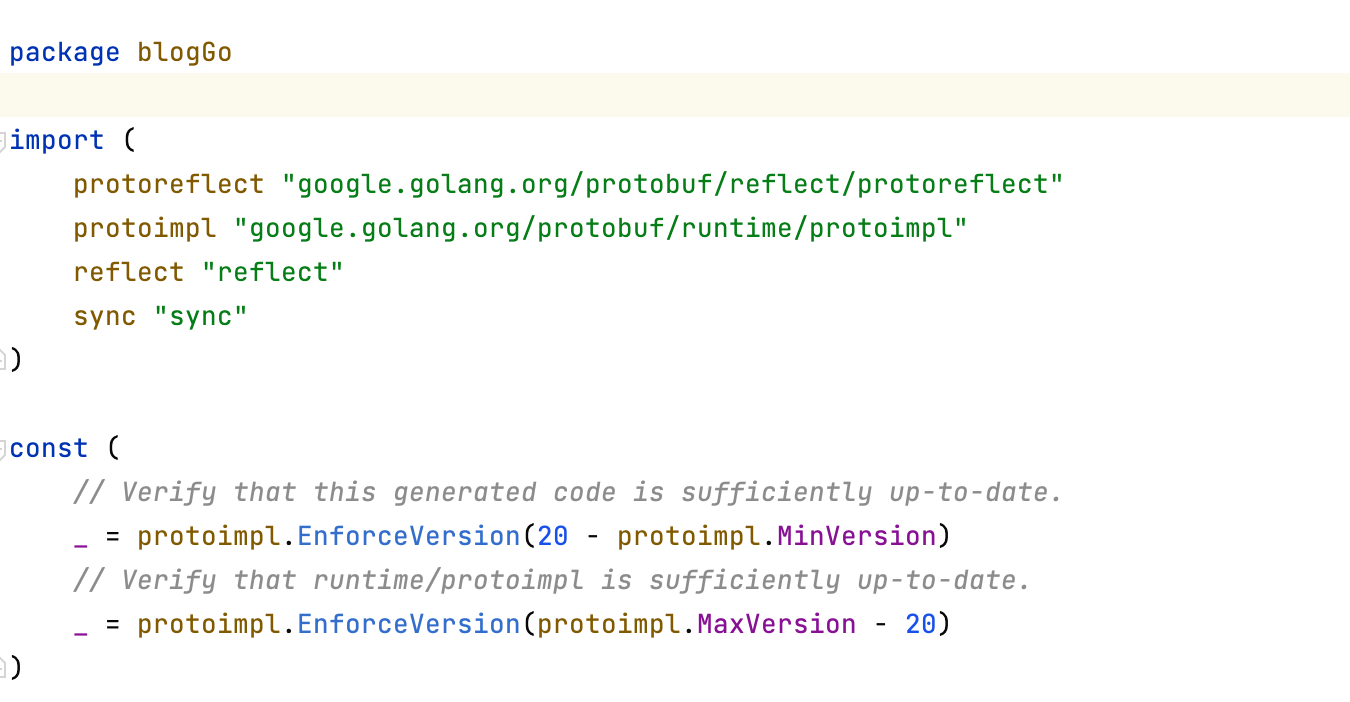 package blogGo
import (
protoreflect "google.golang.org/protobuf/reflect/protoreflect"
protoimpl "google.golang.org/protobuf/runtime/protoimpl"
reflect "reflect"
sync "sync"
)
const (
// Verify that this generated code is sufficiently up-to-date.
_ = protoimpl.EnforceVersion(20 - protoimpl.MinVersion)
// Verify that runtime/protoimpl is sufficiently up-to-date.
_ = protoimpl.EnforceVersion(protoimpl.MaxVersion - 20)
)